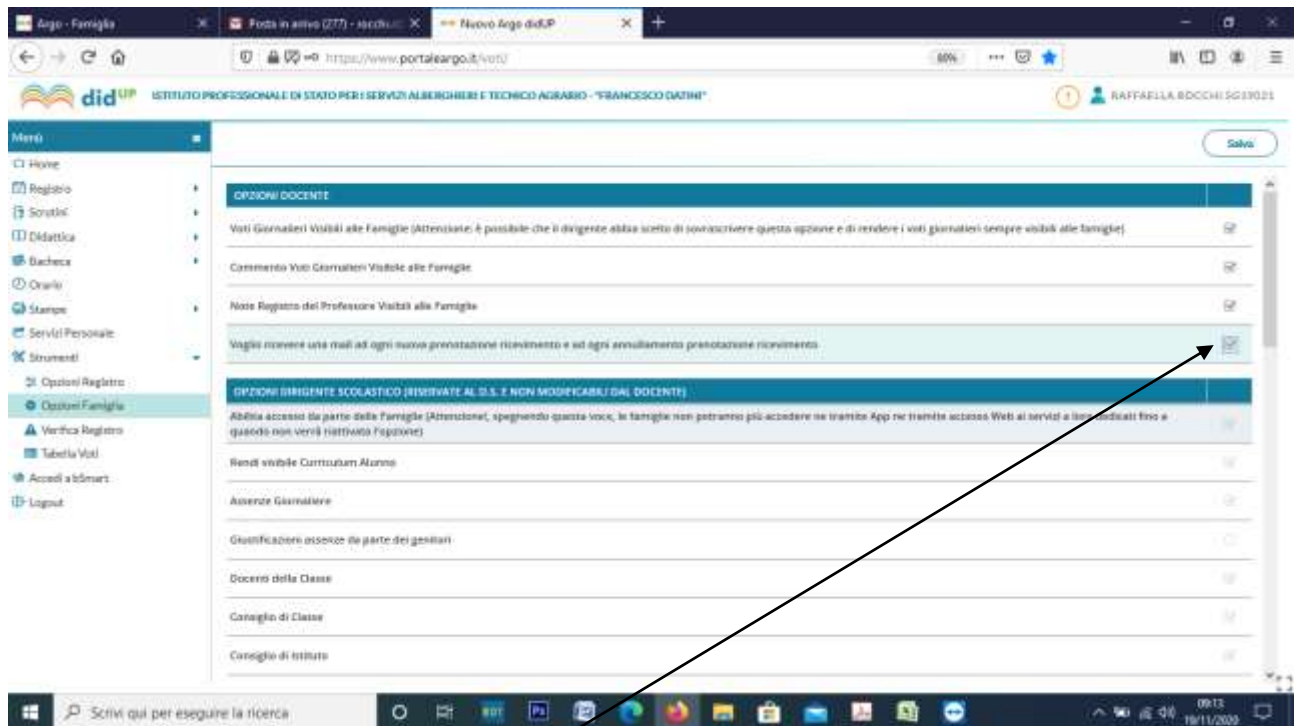 Argo - Famiglia
Posta in arrivo (277) - rocchi
Nuovo Argo didUP
https://www.portaleargo.it/voti/
80%
didUP
ISTITUTO PROFESSIONALE DI STATO PER I SERVIZI ALBERGHIERI E TECNICO AGRARIO - "FRANCESCO DATINI"
RAFFAELLA ROCCHI
Menù
Salva
Home
Registro
Scrutini
Didattica
Bacheca
Orario
Stampe
Servizi Personale
Strumenti
Opzioni Registro
Opzioni Famiglia
Verifica Registro
Tabella Voti
Accedi a bSmart
Logout
OPZIONI DOCENTE
Voti Giornalieri Visibili alle Famiglie (Attenzione: è possibile che il dirigente abbia scelto di sovrascrivere questa opzione e di rendere i voti giornalieri sempre visibili alle famiglie)
Commento Voti Giornalieri Visibile alle Famiglie
Note Registro del Professore Visibili alle Famiglie
Voglio ricevere una mail ad ogni nuova prenotazione ricevimento e ad ogni annullamento prenotazione ricevimento
OPZIONI DIRIGENTE SCOLASTICO (RISERVATE AL D.S. E NON MODIFICABILI DAL DOCENTE)
Abilita accesso da parte delle Famiglie (Attenzione!, spegnendo questa voce, le famiglie non potranno più accedere ne tramite App ne tramite accesso Web ai servizi a loro dedicati fino a
quando non verrà riattivata l'opzione)
Rendi visibile Curriculum Alunno
Assenze Giornaliere
Giustificazioni assenze da parte dei genitori
Docenti della Classe
Consiglio di Classe
Consiglio di Istituto
Scrivi qui per eseguire la ricerca
09:13
19/11/2020